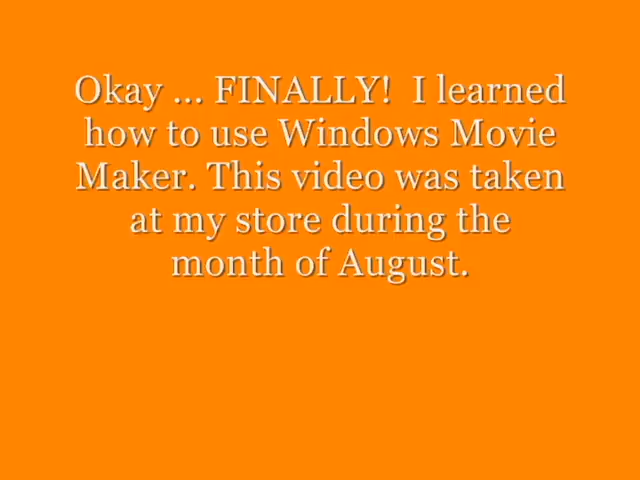 Okay ... FINALLY!  I learned
how to use Windows Movie
Maker. This video was taken
at my store during the
month of August.